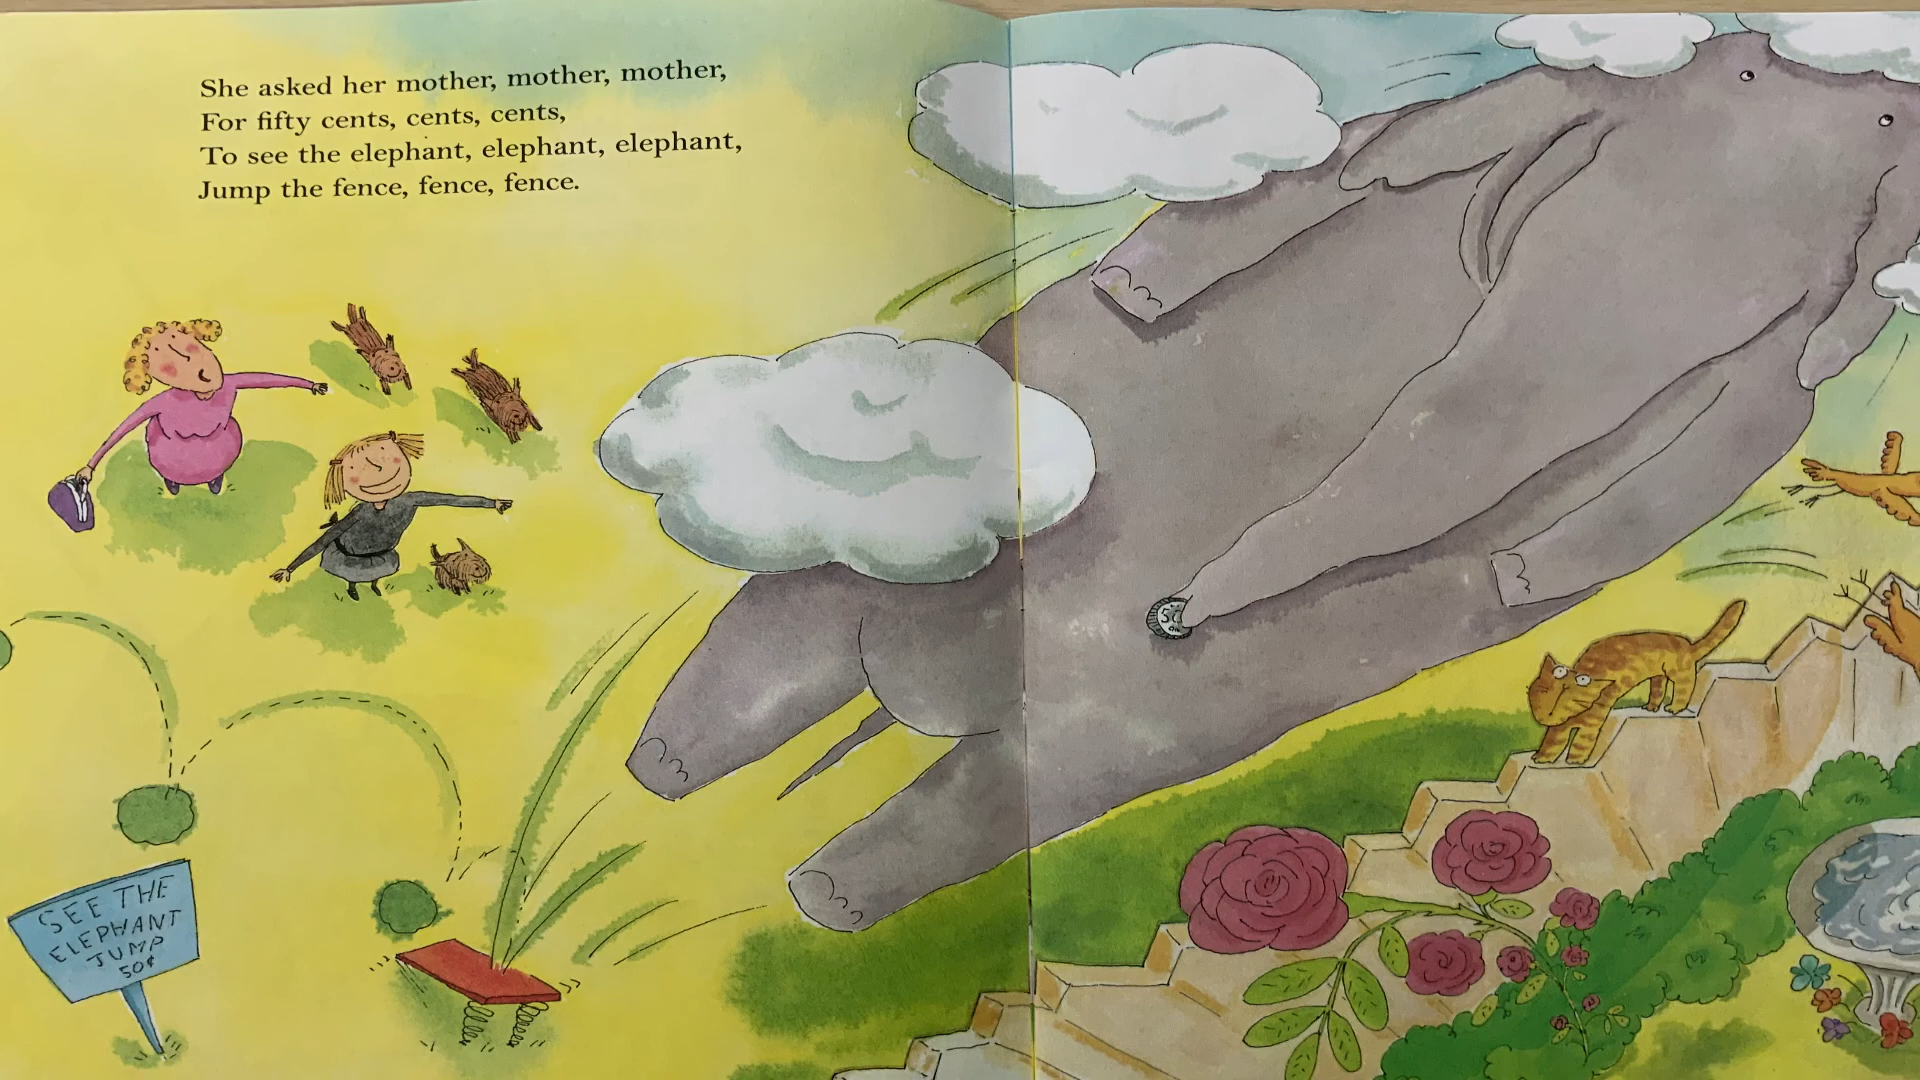 She asked her mother, mother, mother,
For fifty cents, cents, cents,
To see the elephant, elephant, elephant,
Jump the fence, fence, fence.
SEE THE
ELEPHANT
JUMP
50¢
50